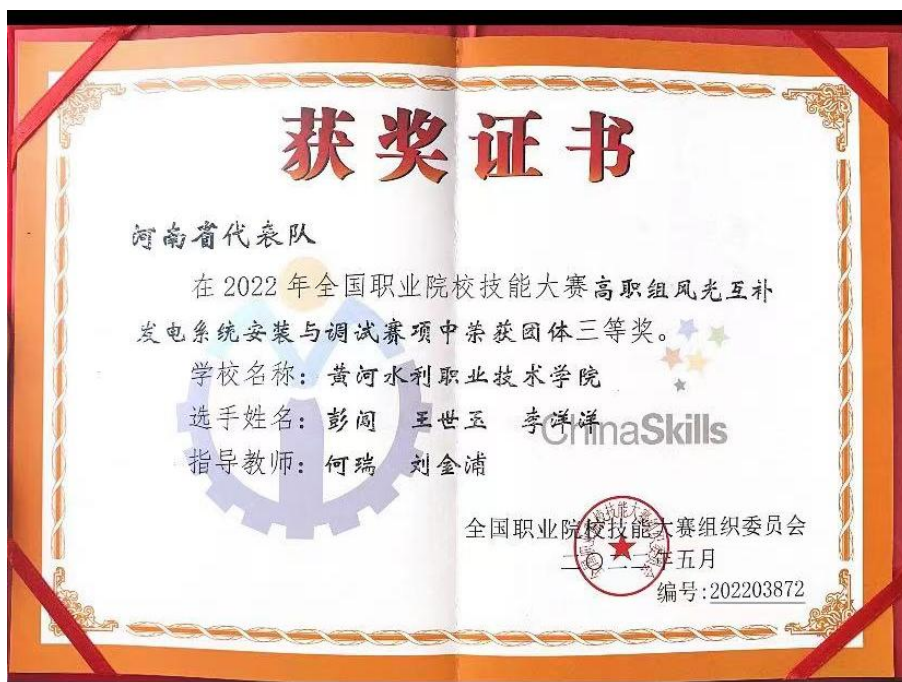 获奖证书
河南省代表队
在2022年全国职业院校技能大赛高职组风光互补
发电系统安装与调试赛项中荣获团体三等奖。
学校名称：黄河水利职业技术学院
选手姓名：彭闯 王世玉 李洋洋
指导教师：何瑞 刘金浦
ChinaSkills
全国职业院校技能大赛组织委员会
二〇二二年五月
编号:202203872